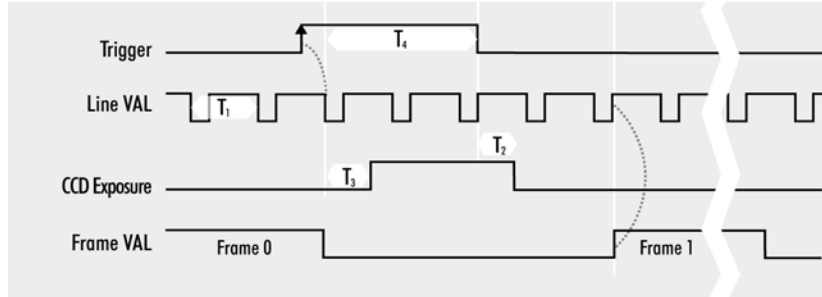 Trigger
T₄
Line VAL
T₁
T₂
CCD Exposure
T₃
Frame VAL
Frame 0
Frame 1